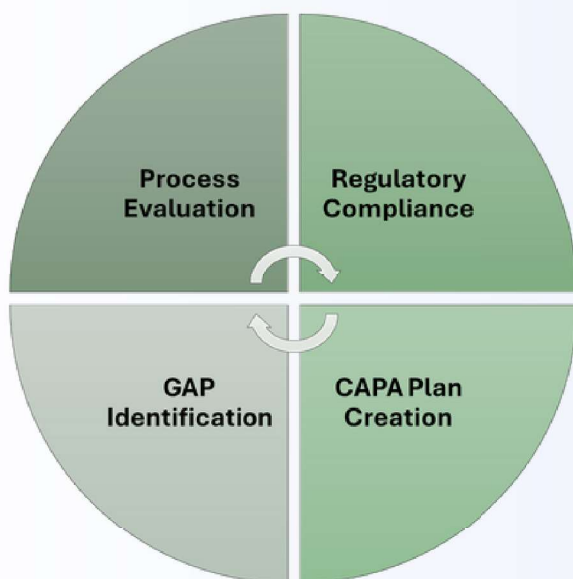 Process
Evaluation
Regulatory
Compliance
GAP
Identification
CAPA Plan
Creation